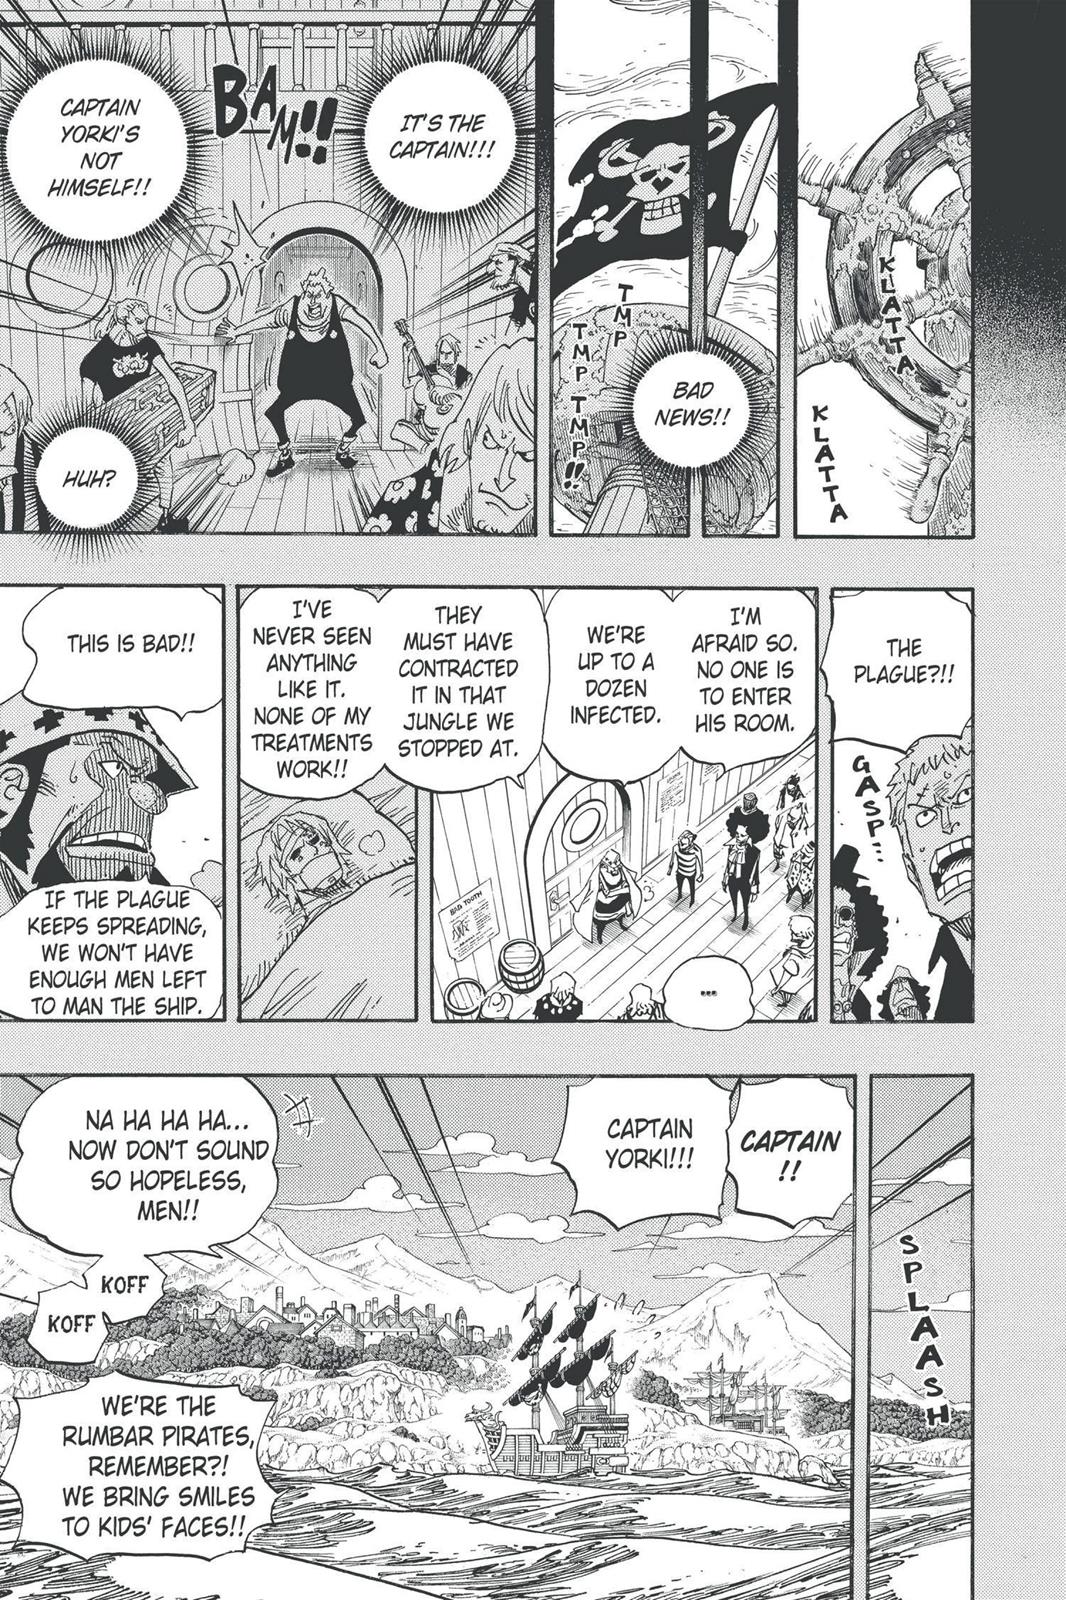 KLATTA
KLATTA
TMP
TMP
TMP!!
BAD
NEWS!!
IT'S THE
CAPTAIN!!!
BAM!!
CAPTAIN
YORKI'S
NOT
HIMSELF!!
HUH?
THE
PLAGUE?!!
GASP...
I'M
AFRAID SO.
NO ONE IS
TO ENTER
HIS ROOM.
WE'RE
UP TO A
DOZEN
INFECTED.
...
BAD TOOTH
THEY
MUST HAVE
CONTRACTED
IT IN THAT
JUNGLE WE
STOPPED AT.
I'VE
NEVER SEEN
ANYTHING
LIKE IT.
NONE OF MY
TREATMENTS
WORK!!
THIS IS BAD!!
IF THE PLAGUE
KEEPS SPREADING,
WE WON'T HAVE
ENOUGH MEN LEFT
TO MAN THE SHIP.
SPLASH
CAPTAIN
!!
CAPTAIN
YORKI!!!
NA HA HA HA...
NOW DON'T SOUND
SO HOPELESS,
MEN!!
KOFF
KOFF
WE'RE THE
RUMBAR PIRATES,
REMEMBER?!
WE BRING SMILES
TO KIDS' FACES!!